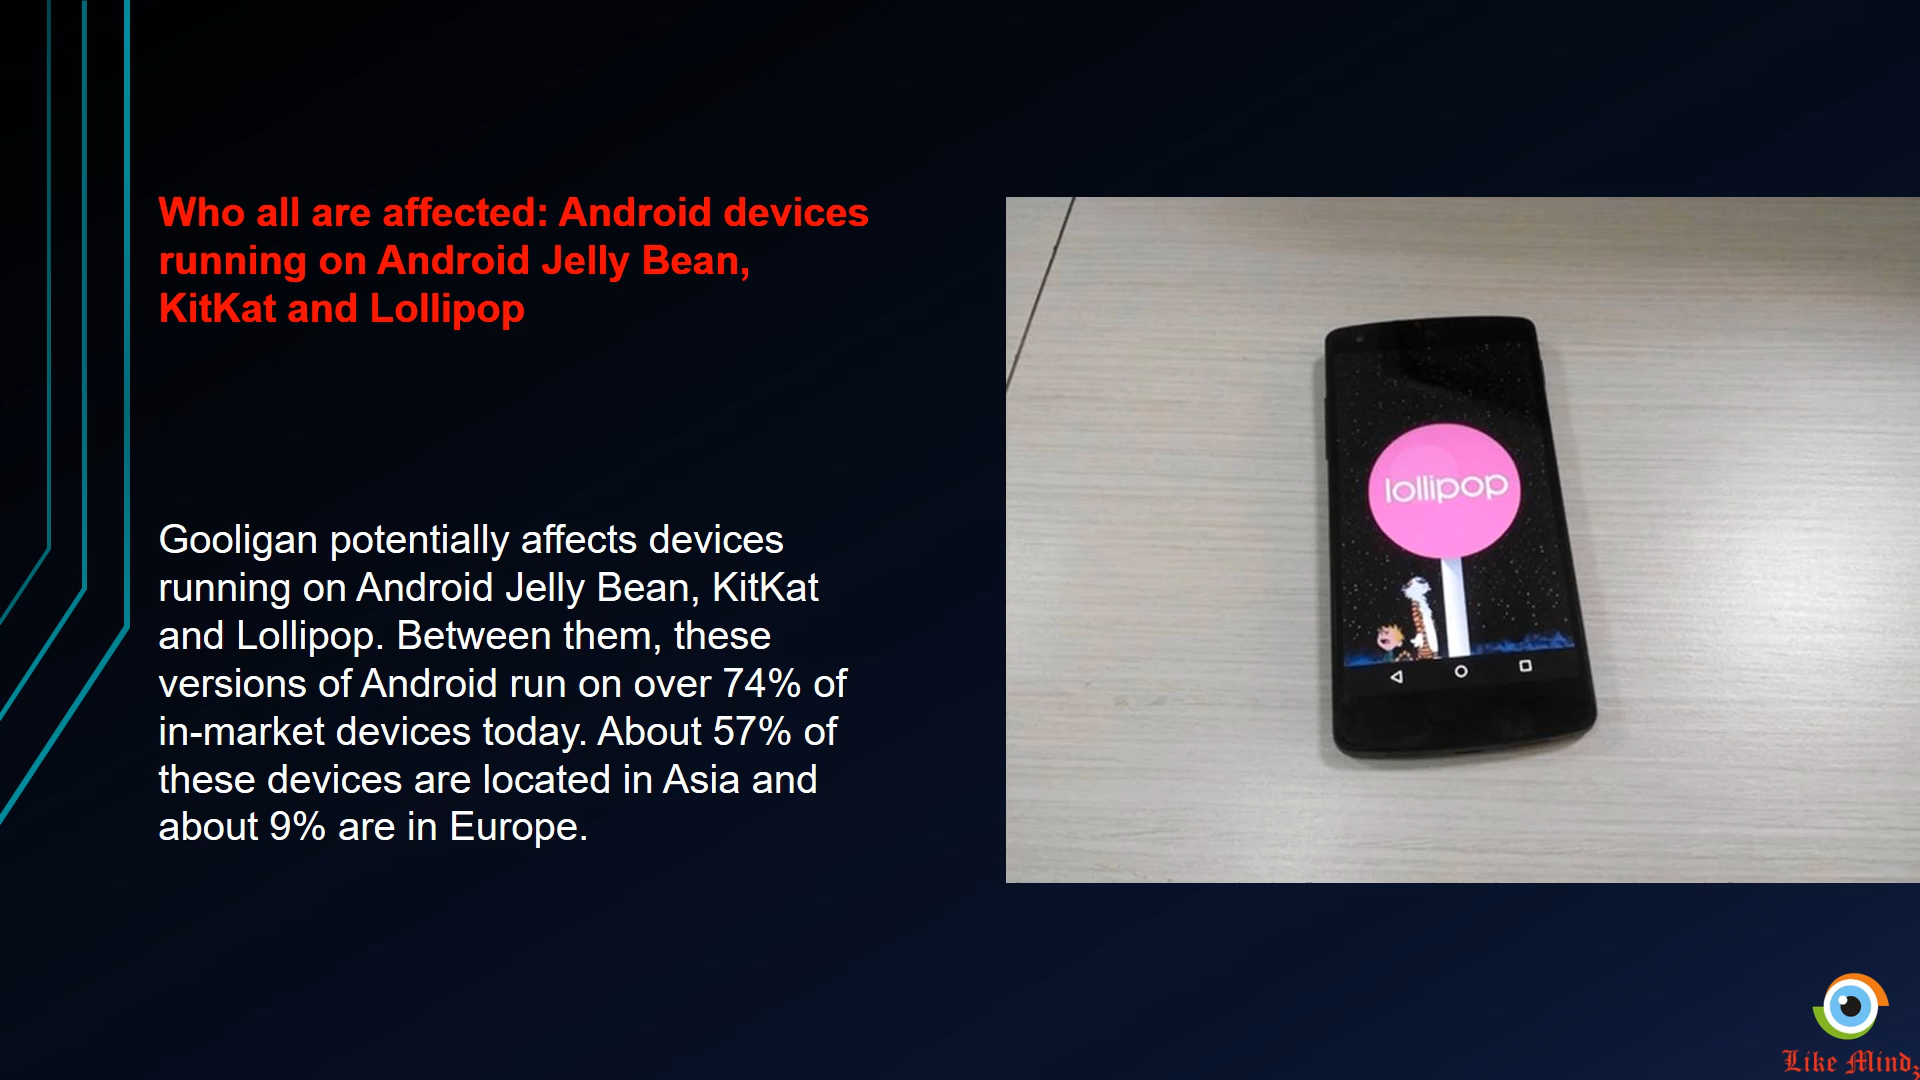 Who all are affected: Android devices
running on Android Jelly Bean,
KitKat and Lollipop
Gooligan potentially affects devices
running on Android Jelly Bean, KitKat
and Lollipop. Between them, these
versions of Android run on over 74% of
in-market devices today. About 57% of
these devices are located in Asia and
about 9% are in Europe.
lollipop
Like Mindz